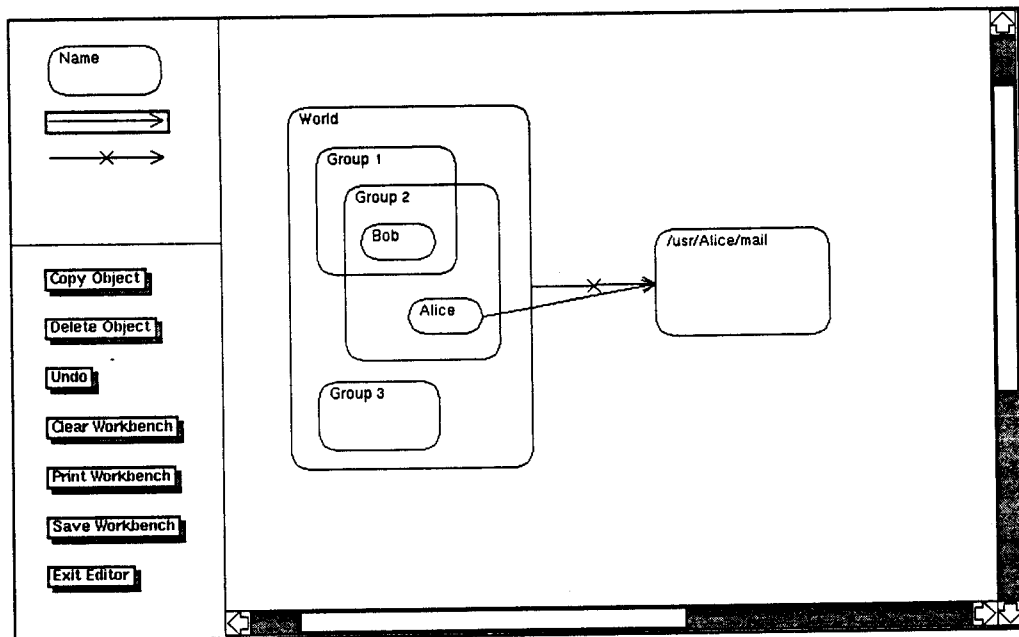 Name
Copy Object
Delete Object
Undo
Clear Workbench
Print Workbench
Save Workbench
Exit Editor
World
Group 1
Group 2
Bob
Alice
Group 3
/usr/Alice/mail